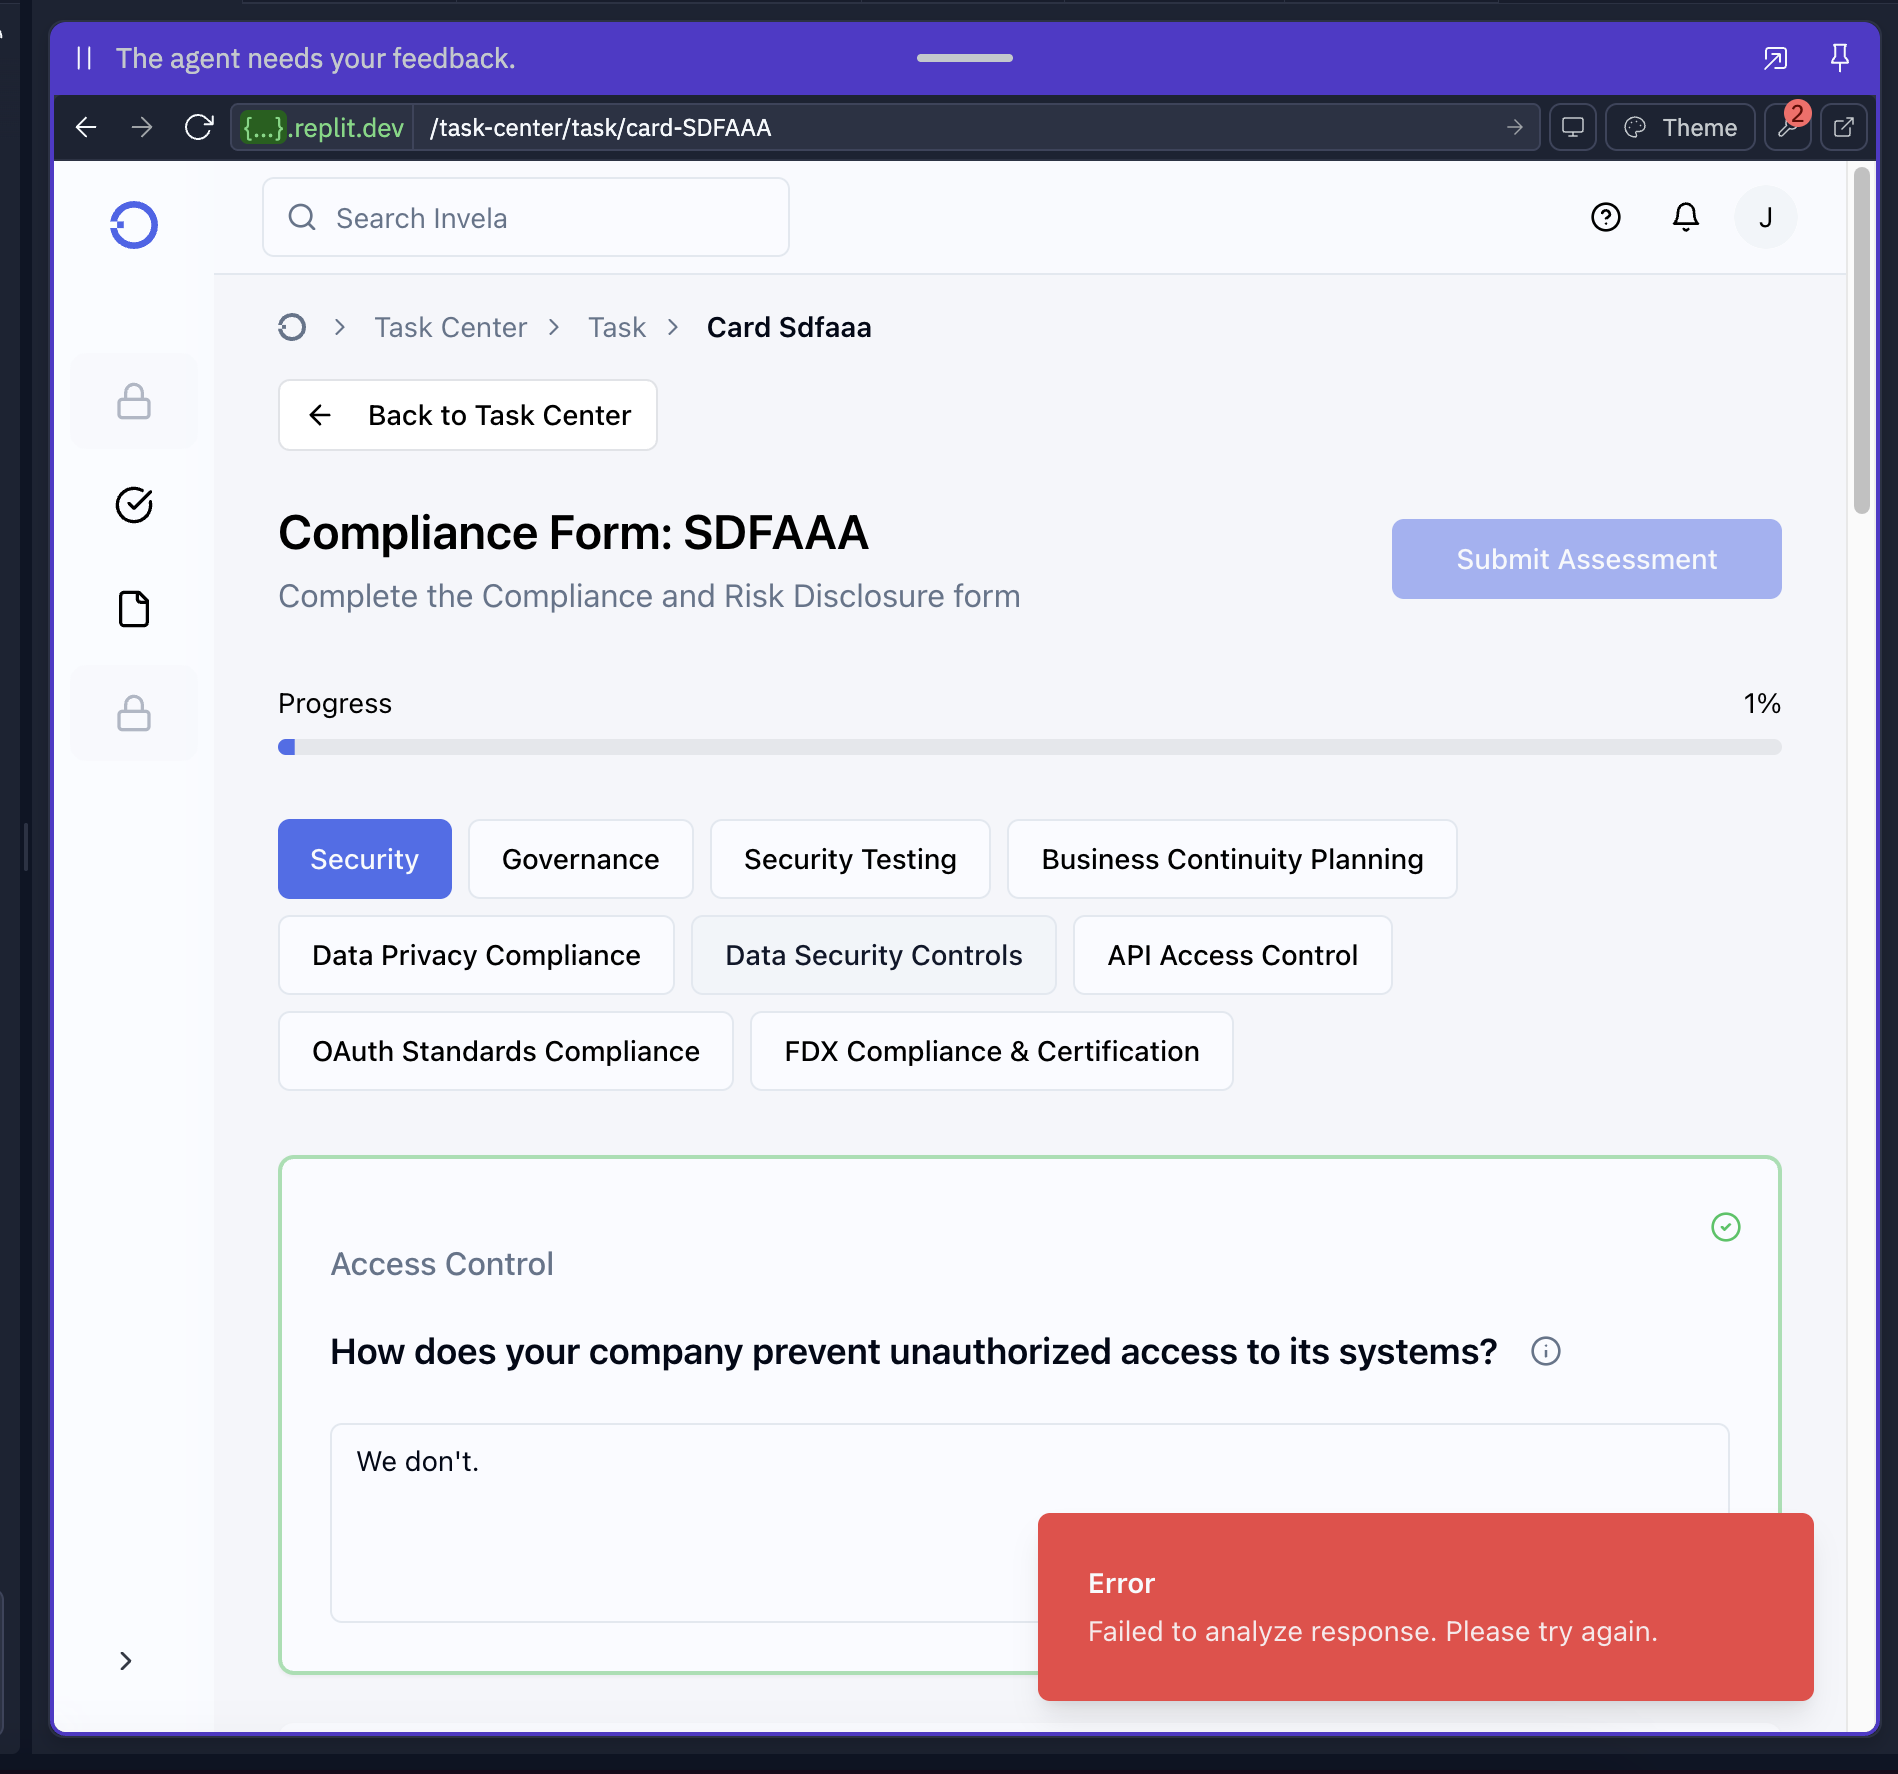 The agent needs your feedback.
{...}.replit.dev /task-center/task/card-SDFAAA Theme 2
Search Invela J
Task Center Task Card Sdfaaa
Back to Task Center
Compliance Form: SDFAAA
Submit Assessment
Complete the Compliance and Risk Disclosure form
Progress 1%
Security Governance Security Testing Business Continuity Planning
Data Privacy Compliance Data Security Controls API Access Control
OAuth Standards Compliance FDX Compliance & Certification
Access Control
How does your company prevent unauthorized access to its systems?
We don't.
Error
Failed to analyze response. Please try again.